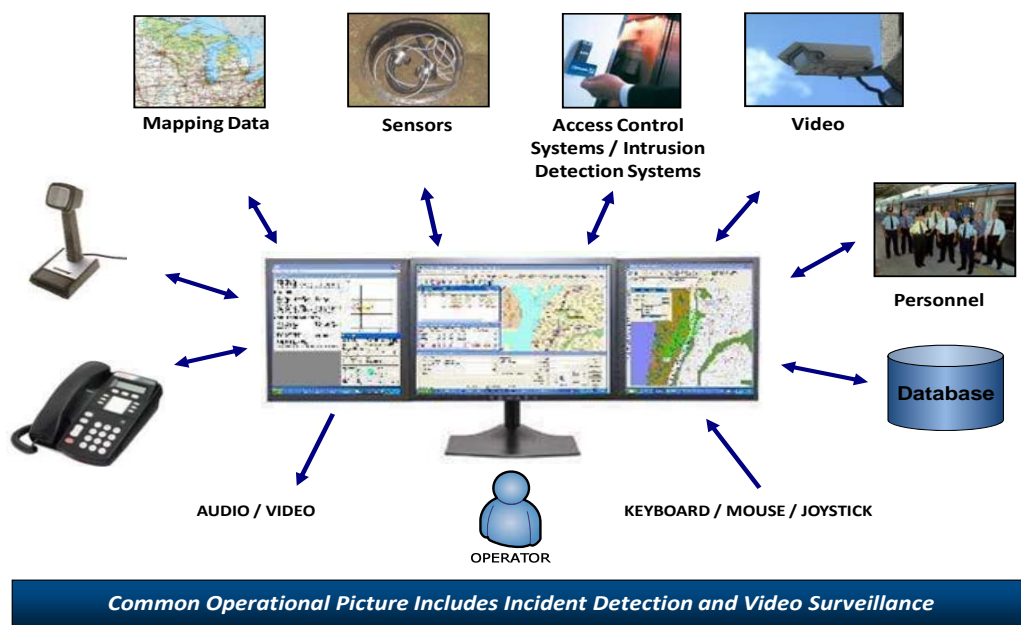 Mapping Data
Sensors
Access Control
Systems / Intrusion
Detection Systems
Video
Personnel
Database
AUDIO / VIDEO
KEYBOARD / MOUSE / JOYSTICK
OPERATOR
Common Operational Picture Includes Incident Detection and Video Surveillance